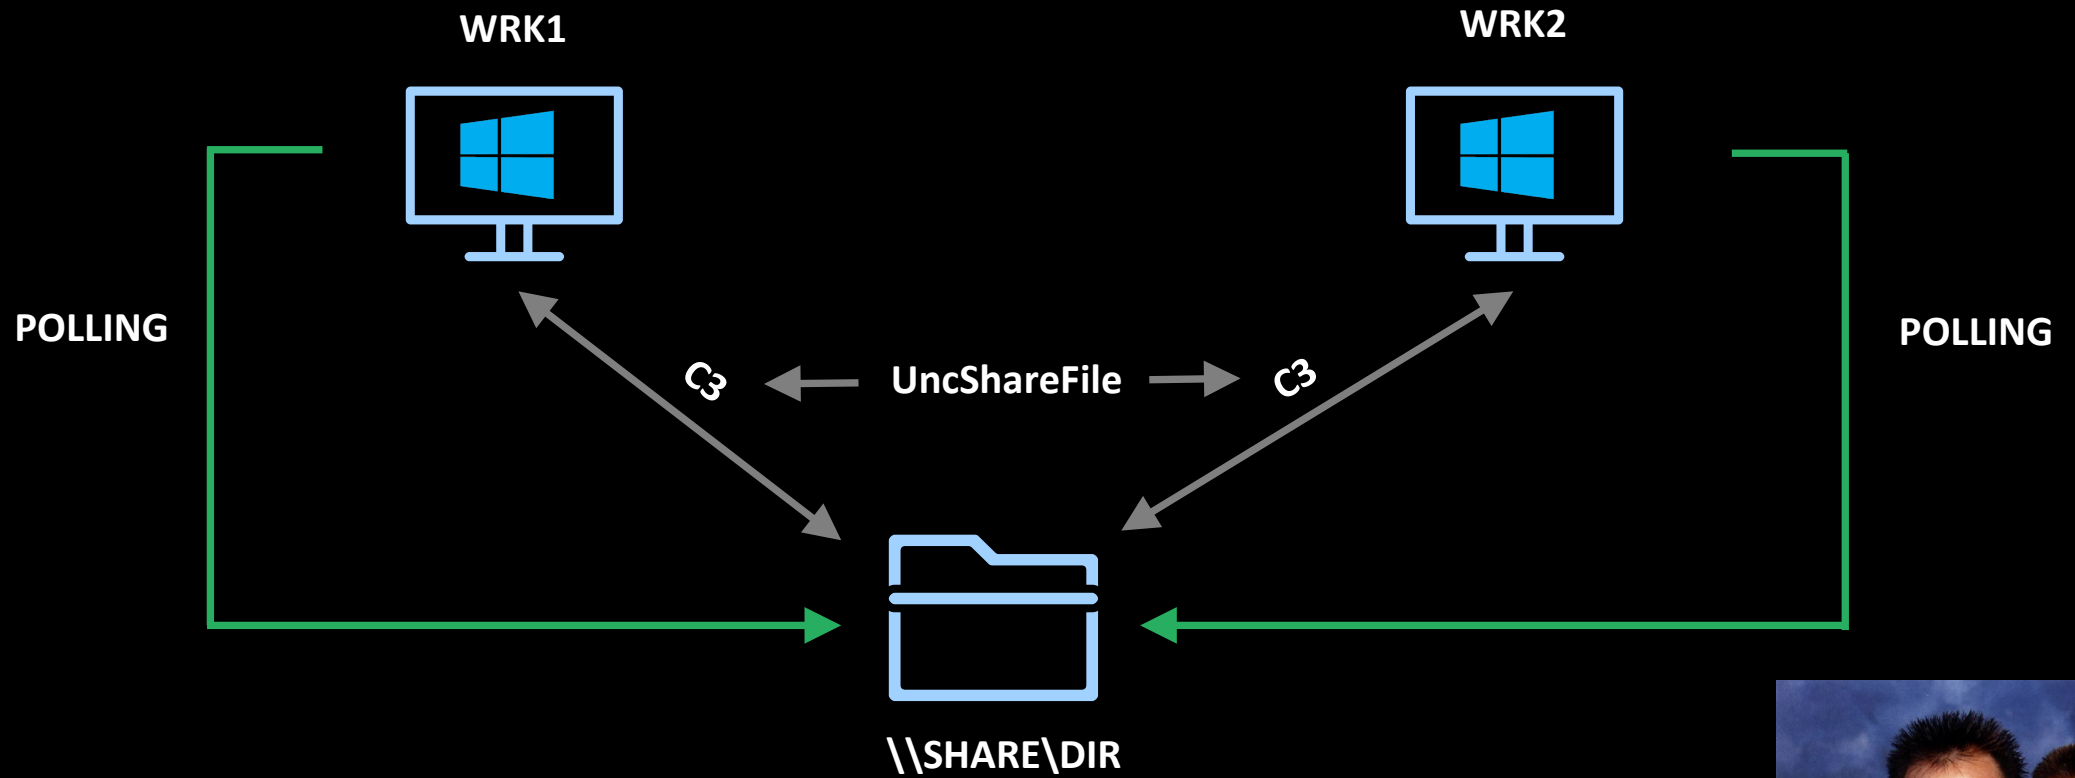 WRK1
WRK2
POLLING
POLLING
C3
UncShareFile
C3
\\SHARE\DIR